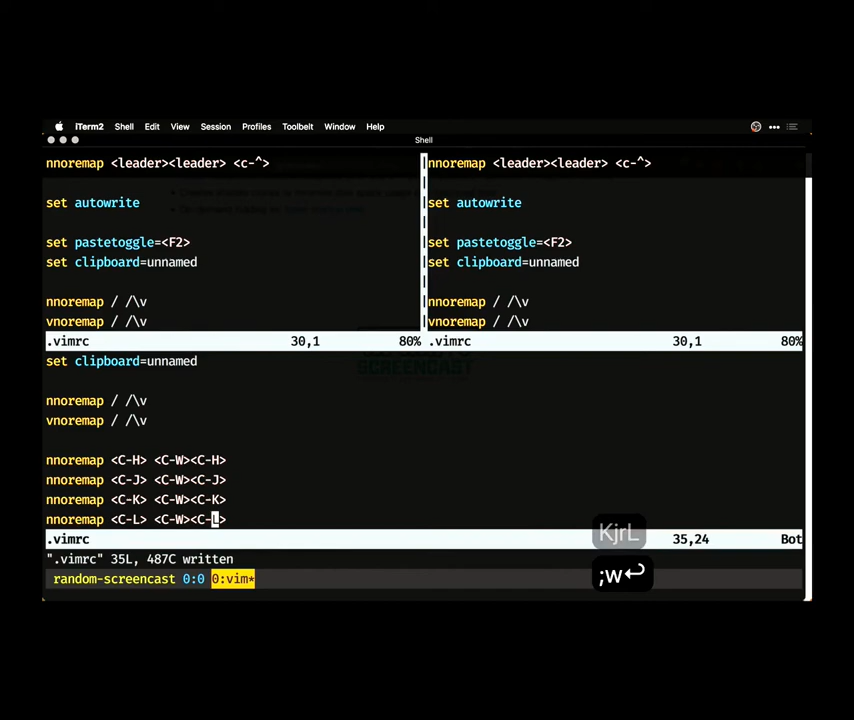 iTerm2 Shell Edit View Session Profiles Toolbelt Window Help
Shell
nnoremap <leader><leader> <c-^>
set autowrite
set pastetoggle=<F2>
set clipboard=unnamed
nnoremap / /\v
vnoremap / /\v
.vimrc 30,1 80%
nnoremap <leader><leader> <c-^>
set autowrite
set pastetoggle=<F2>
set clipboard=unnamed
nnoremap / /\v
vnoremap / /\v
.vimrc 30,1 80%
SCREENCAST
set clipboard=unnamed
nnoremap / /\v
vnoremap / /\v
nnoremap <C-H> <C-W><C-H>
nnoremap <C-J> <C-W><C-J>
nnoremap <C-K> <C-W><C-K>
nnoremap <C-L> <C-W><C-L>
.vimrc 35,24 Bot
".vimrc" 35L, 487C written
random-screencast 0:0 0:vim*
KjrL
;w↩